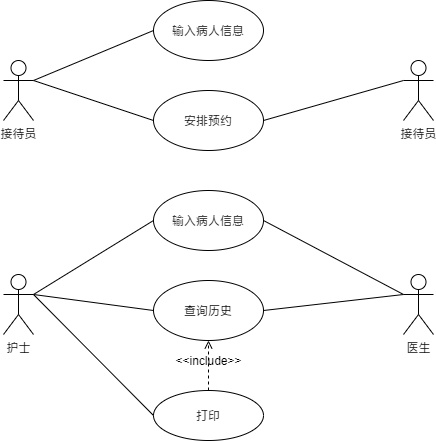 输入病人信息
接待员
安排预约
接待员
输入病人信息
护士
查询历史
医生
<<include>>
打印